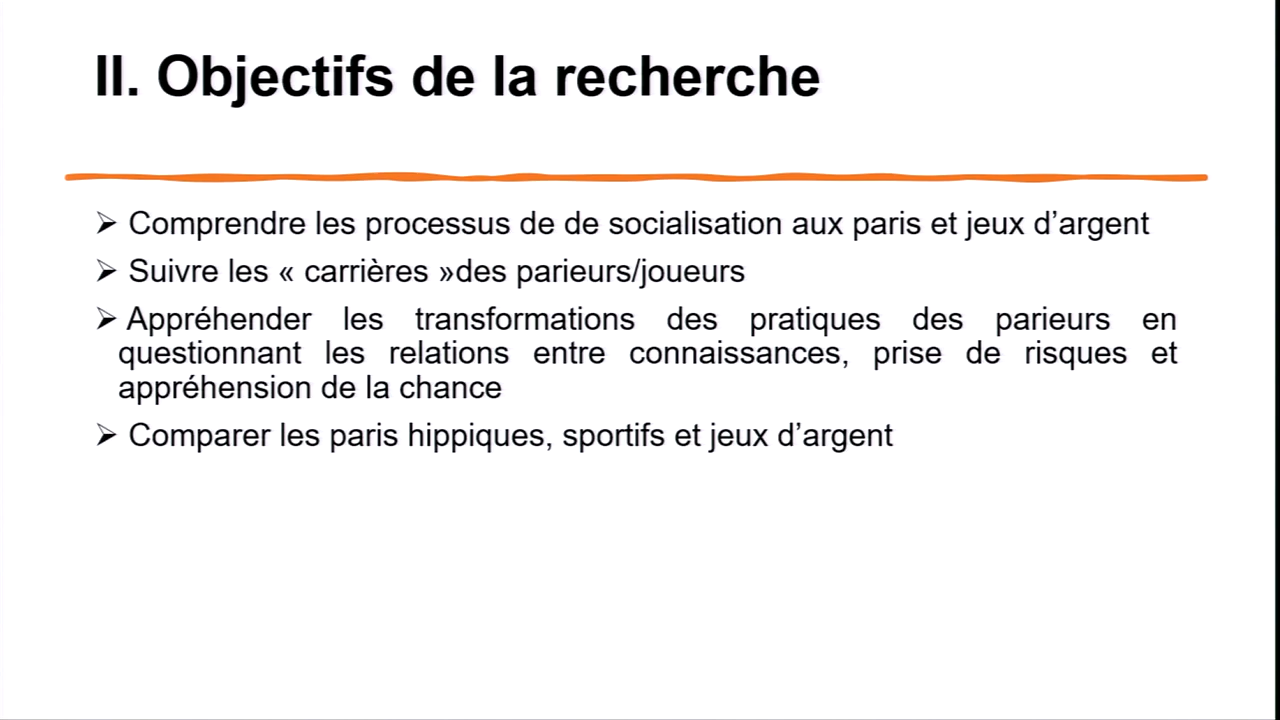 II. Objectifs de la recherche
➢ Comprendre les processus de de socialisation aux paris et jeux d’argent
➢ Suivre les « carrières »des parieurs/joueurs
➢ Appréhender les transformations des pratiques des parieurs en
questionnant les relations entre connaissances, prise de risques et
appréhension de la chance
➢ Comparer les paris hippiques, sportifs et jeux d’argent